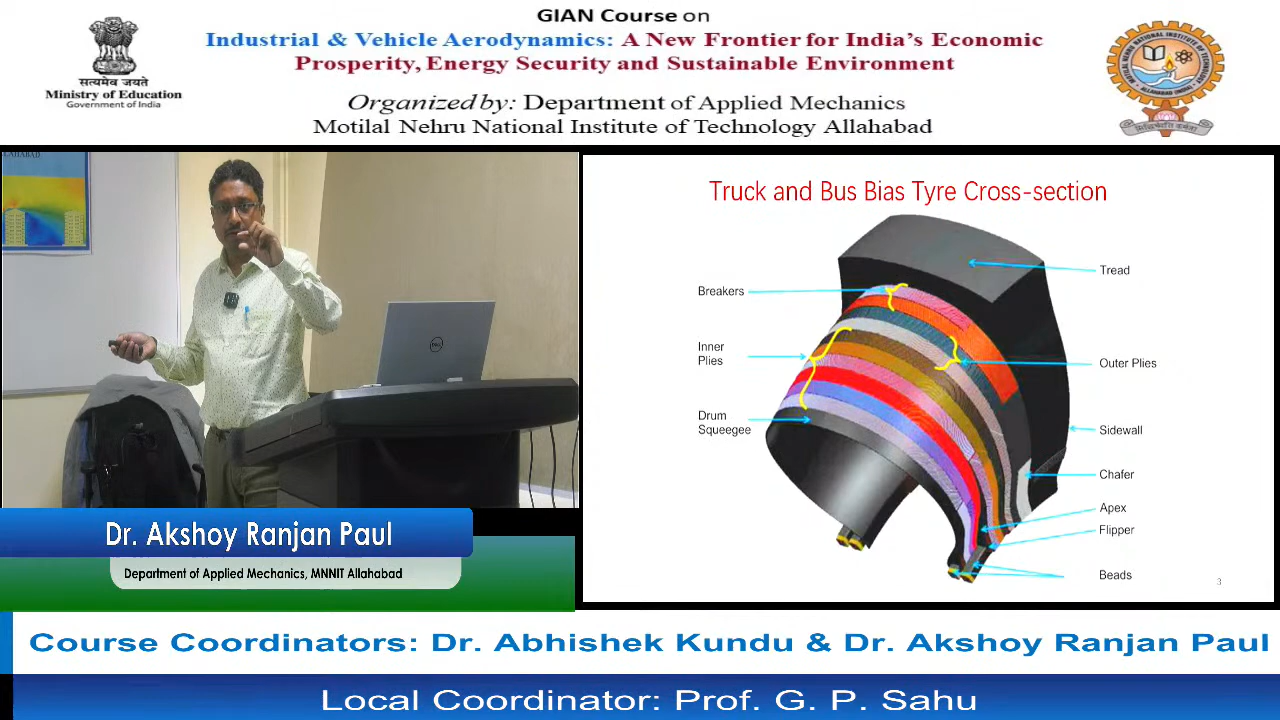 GIAN Course on
Industrial & Vehicle Aerodynamics: A New Frontier for India's Economic
Prosperity, Energy Security and Sustainable Environment
Organized by: Department of Applied Mechanics
Motilal Nehru National Institute of Technology Allahabad
सत्यमेव जयते
Ministry of Education
Government of India
Truck and Bus Bias Tyre Cross-section
Tread
Breakers
Inner
Plies
Outer Plies
Drum
Squeegee
Sidewall
Chafer
Apex
Flipper
Beads
3
DELL
Dr. Akshoy Ranjan Paul
Department of Applied Mechanics, MNNIT Allahabad
Course Coordinators: Dr. Abhishek Kundu & Dr. Akshoy Ranjan Paul
Local Coordinator: Prof. G. P. Sahu